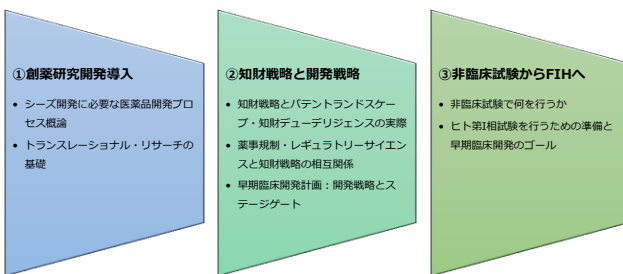 ①創薬研究開発導入
• シーズ開発に必要な医薬品開発プロ
セス概論
• トランスレーショナル・リサーチの
基礎
②知財戦略と開発戦略
• 知財戦略とパテントランドスケー
プ・知財デューデリジェンスの実際
• 薬事規制・レギュラトリーサイエン
スと知財戦略の相互関係
• 早期臨床開発計画：開発戦略とス
テージゲート
③非臨床試験からFIHへ
• 非臨床試験で何を行うか
• ヒト第I相試験を行うための準備と
早期臨床開発のゴール